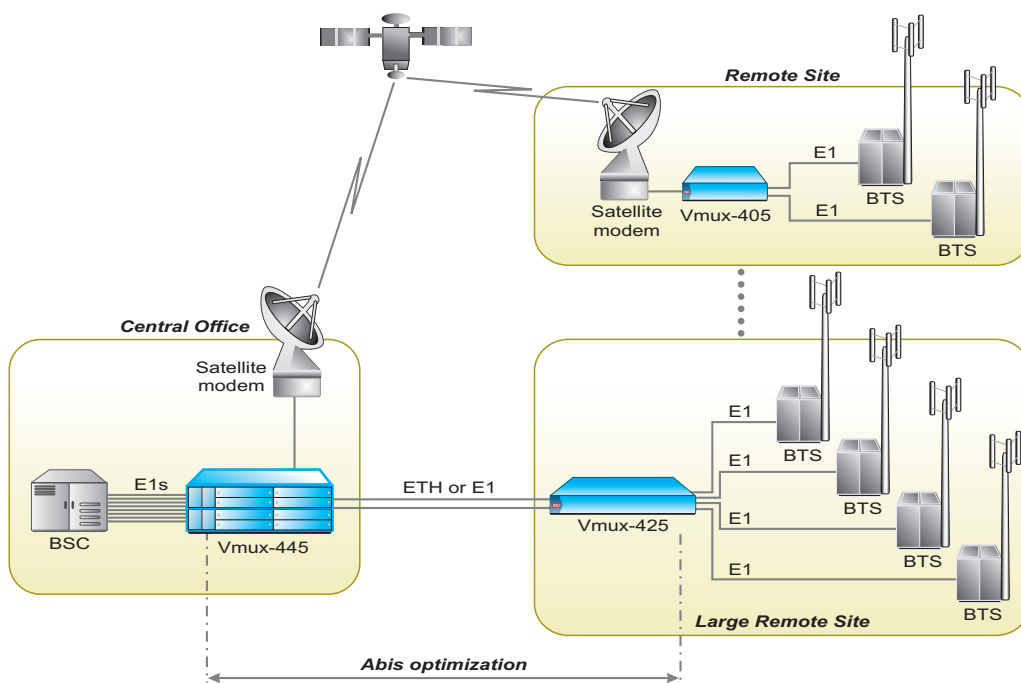 Remote Site
E1
BTS
Satellite
modem
Vmux-405
E1
BTS
Central Office
Satellite
modem
E1s
BSC
Vmux-445
ETH or E1
Vmux-425
E1
BTS
E1
BTS
E1
BTS
E1
BTS
Large Remote Site
Abis optimization